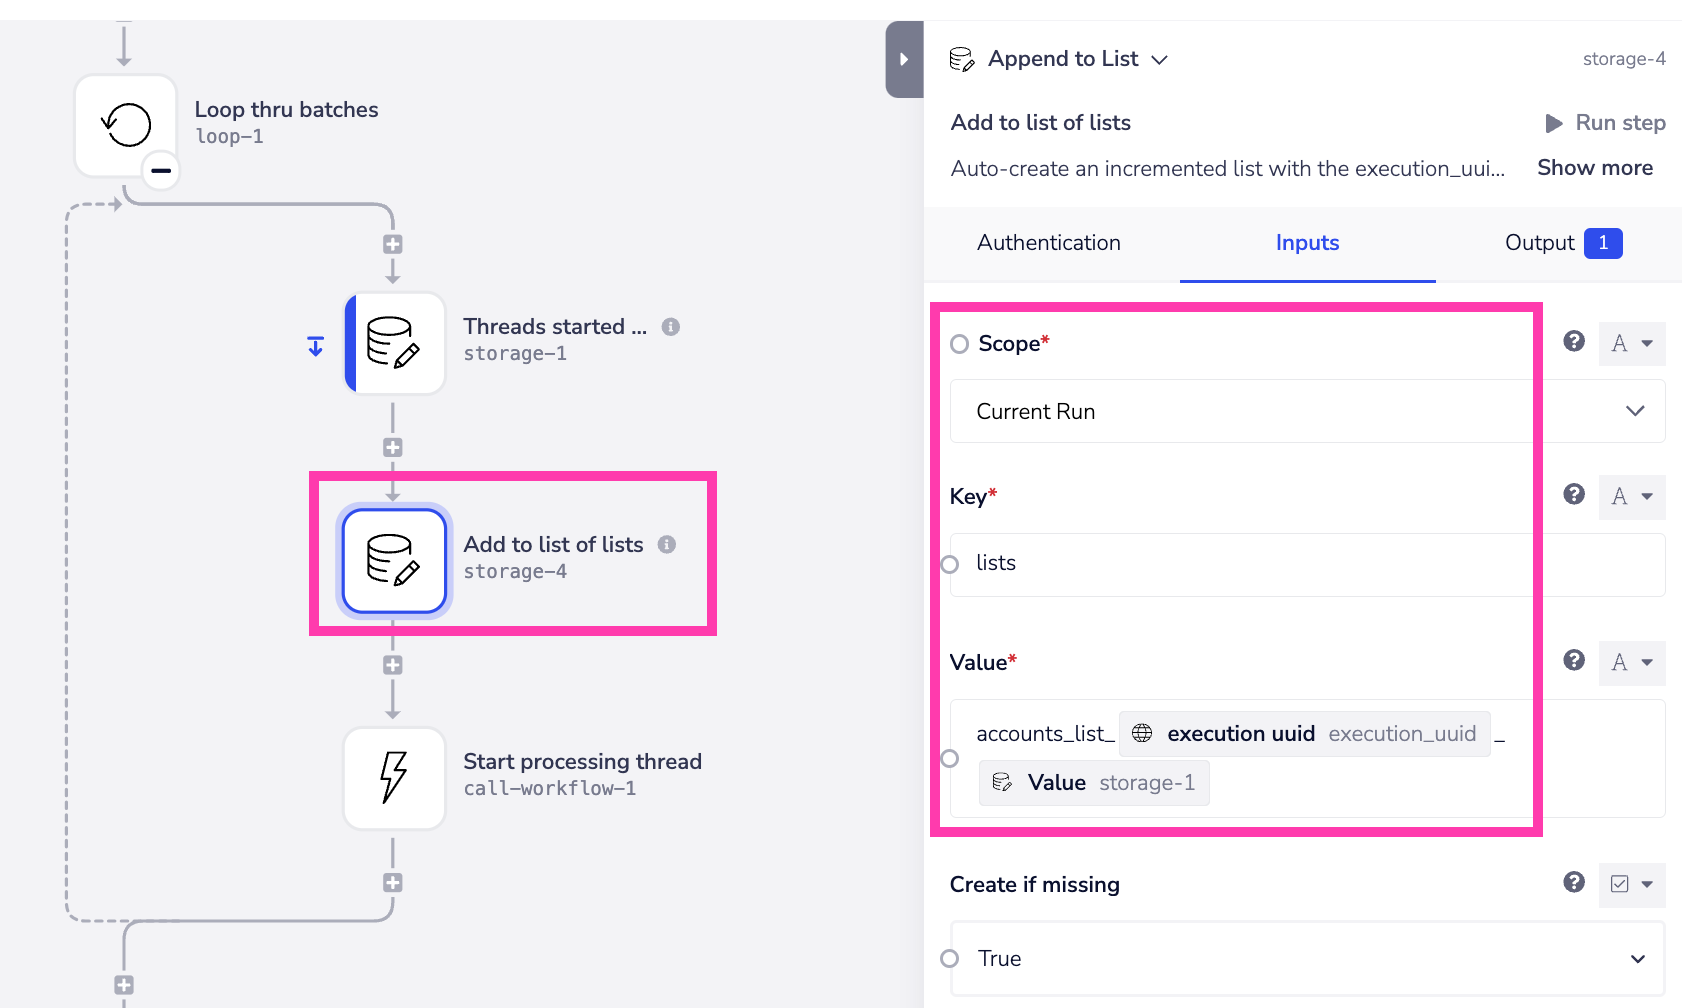 Loop thru batches
loop-1
Threads started ...
storage-1
Add to list of lists
storage-4
Start processing thread
call-workflow-1
Append to List
storage-4
Add to list of lists
Run step
Auto-create an incremented list with the execution_uui...
Show more
Authentication
Inputs
Output 1
Scope*
A
Current Run
Key*
A
lists
Value*
A
accounts_list_ execution uuid execution_uuid _
Value storage-1
Create if missing
True